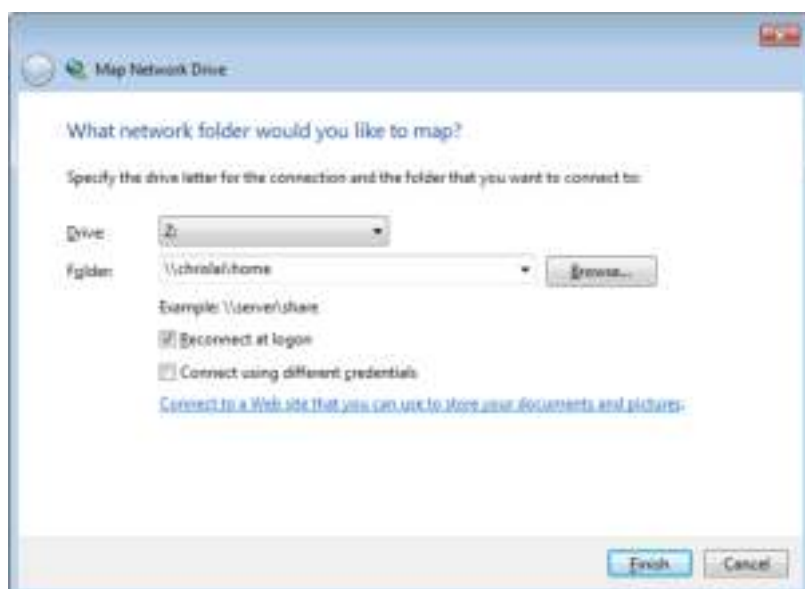 Map Network Drive
What network folder would you like to map?
Specify the drive letter for the connection and the folder that you want to connect to:
Drive: Z:
Folder: \\chrislai\home Browse...
Example: \\server\share
Reconnect at logon
Connect using different credentials
Connect to a Web site that you can use to store your documents and pictures.
Finish Cancel